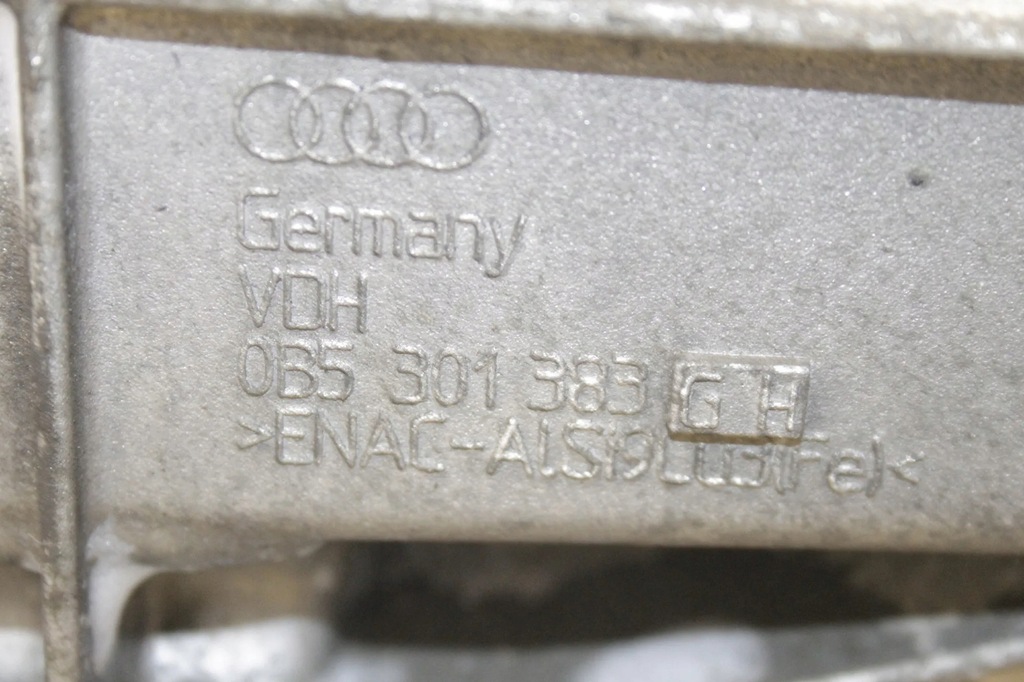 Germany
VDH
0B5 301 383 G H
>ENAC-AlSi9Cu3(Fe)<